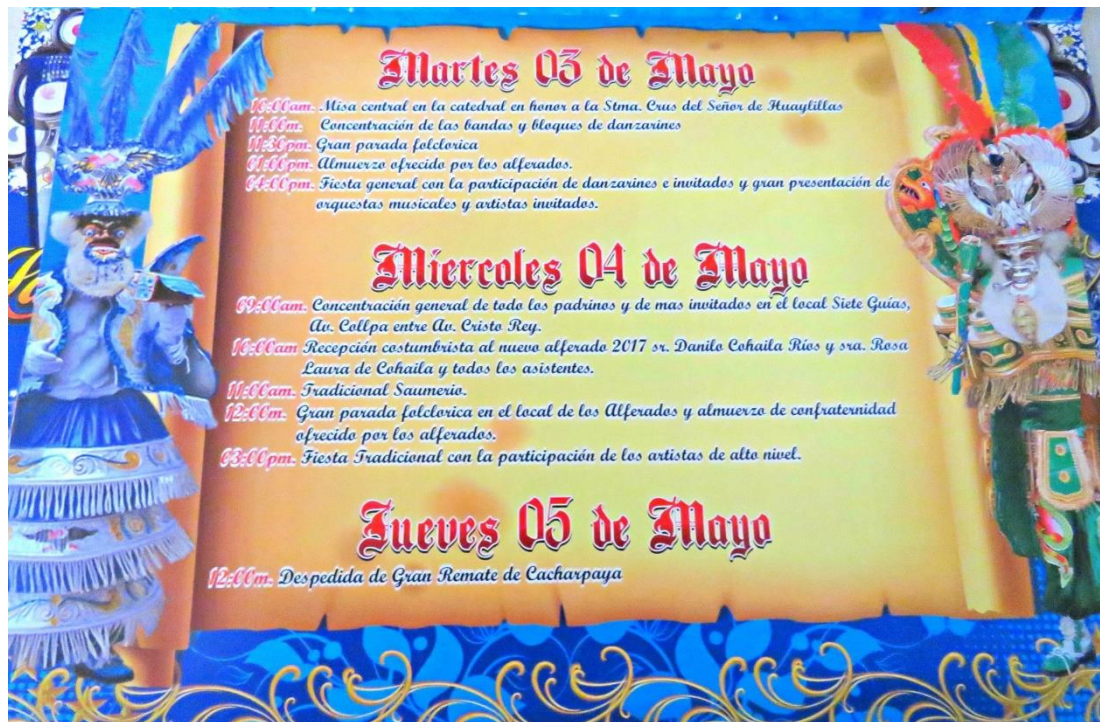 Martes 03 de Mayo
10:00am. Misa central en la catedral en honor a la Stma. Crus del Señor de Huaylillas
11:00m. Concentración de las bandas y bloques de danzarines
11:30pm. Gran parada folclorica
01:00pm. Almuerzo ofrecido por los alferados.
04:00pm. Fiesta general con la participación de danzarines e invitados y gran presentación de
orquestas musicales y artistas invitados.
Miercoles 04 de Mayo
09:00am. Concentración general de todo los padrinos y de mas invitados en el local Siete Guías,
Av. Collpa entre Av. Cristo Rey.
10:00am Recepción costumbrista al nuevo alferado 2017 sr. Danilo Cohaila Ríos y sra. Rosa
Laura de Cohaila y todos los asistentes.
11:00am. Tradicional Saumerio.
12:00m. Gran parada folclorica en el local de los Alferados y almuerzo de confraternidad
ofrecido por los alferados.
03:00pm. Fiesta Tradicional con la participación de los artistas de alto nivel.
Jueves 05 de Mayo
12:00m. Despedida de Gran Remate de Cacharpaya